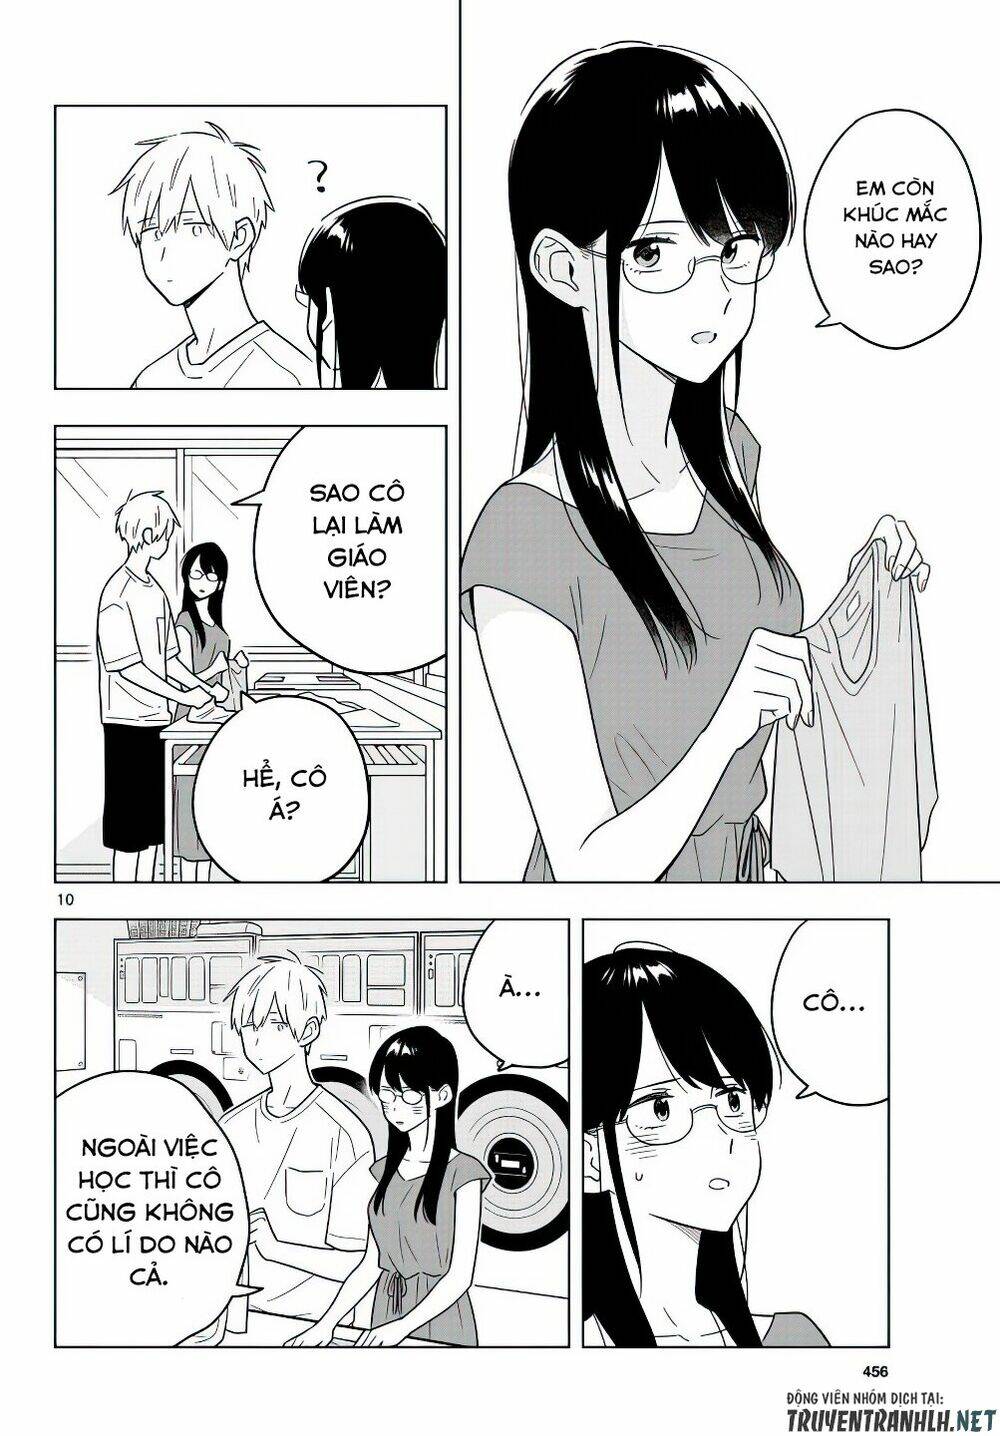 EM CÒN
KHÚC MẮC
NÀO HAY
SAO?
?
SAO CÔ
LẠI LÀM
GIÁO
VIÊN?
HỂ, CÔ
Á?
10
CÔ...
À...
NGOÀI VIỆC
HỌC THÌ CÔ
CŨNG KHÔNG
CÓ LÍ DO NÀO
CẢ.
456
ĐỘNG VIÊN NHÓM DỊCH TẠI:
TRUYENTRANHLH.NET